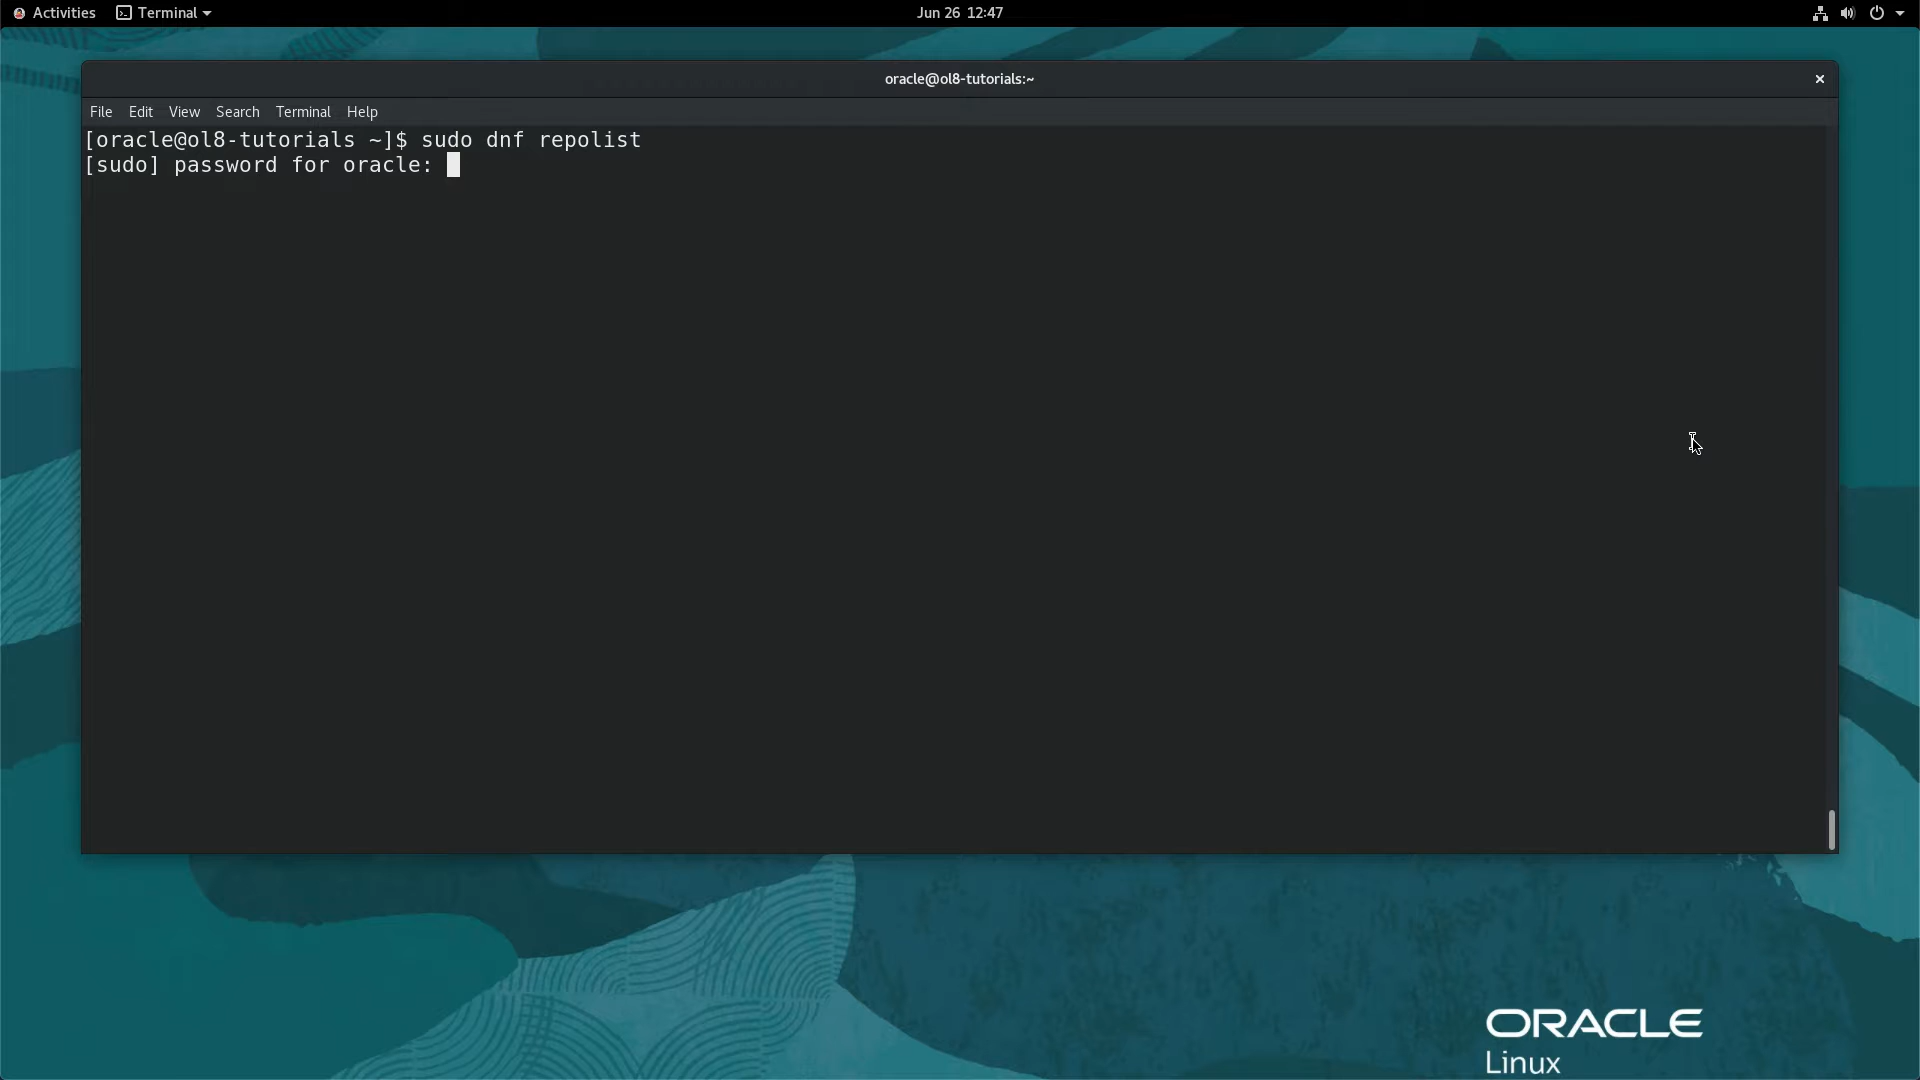 Activities Terminal Jun 26 12:47
oracle@ol8-tutorials:~ ×
File Edit View Search Terminal Help
[oracle@ol8-tutorials ~]$ sudo dnf repolist
[sudo] password for oracle:
ORACLE
Linux